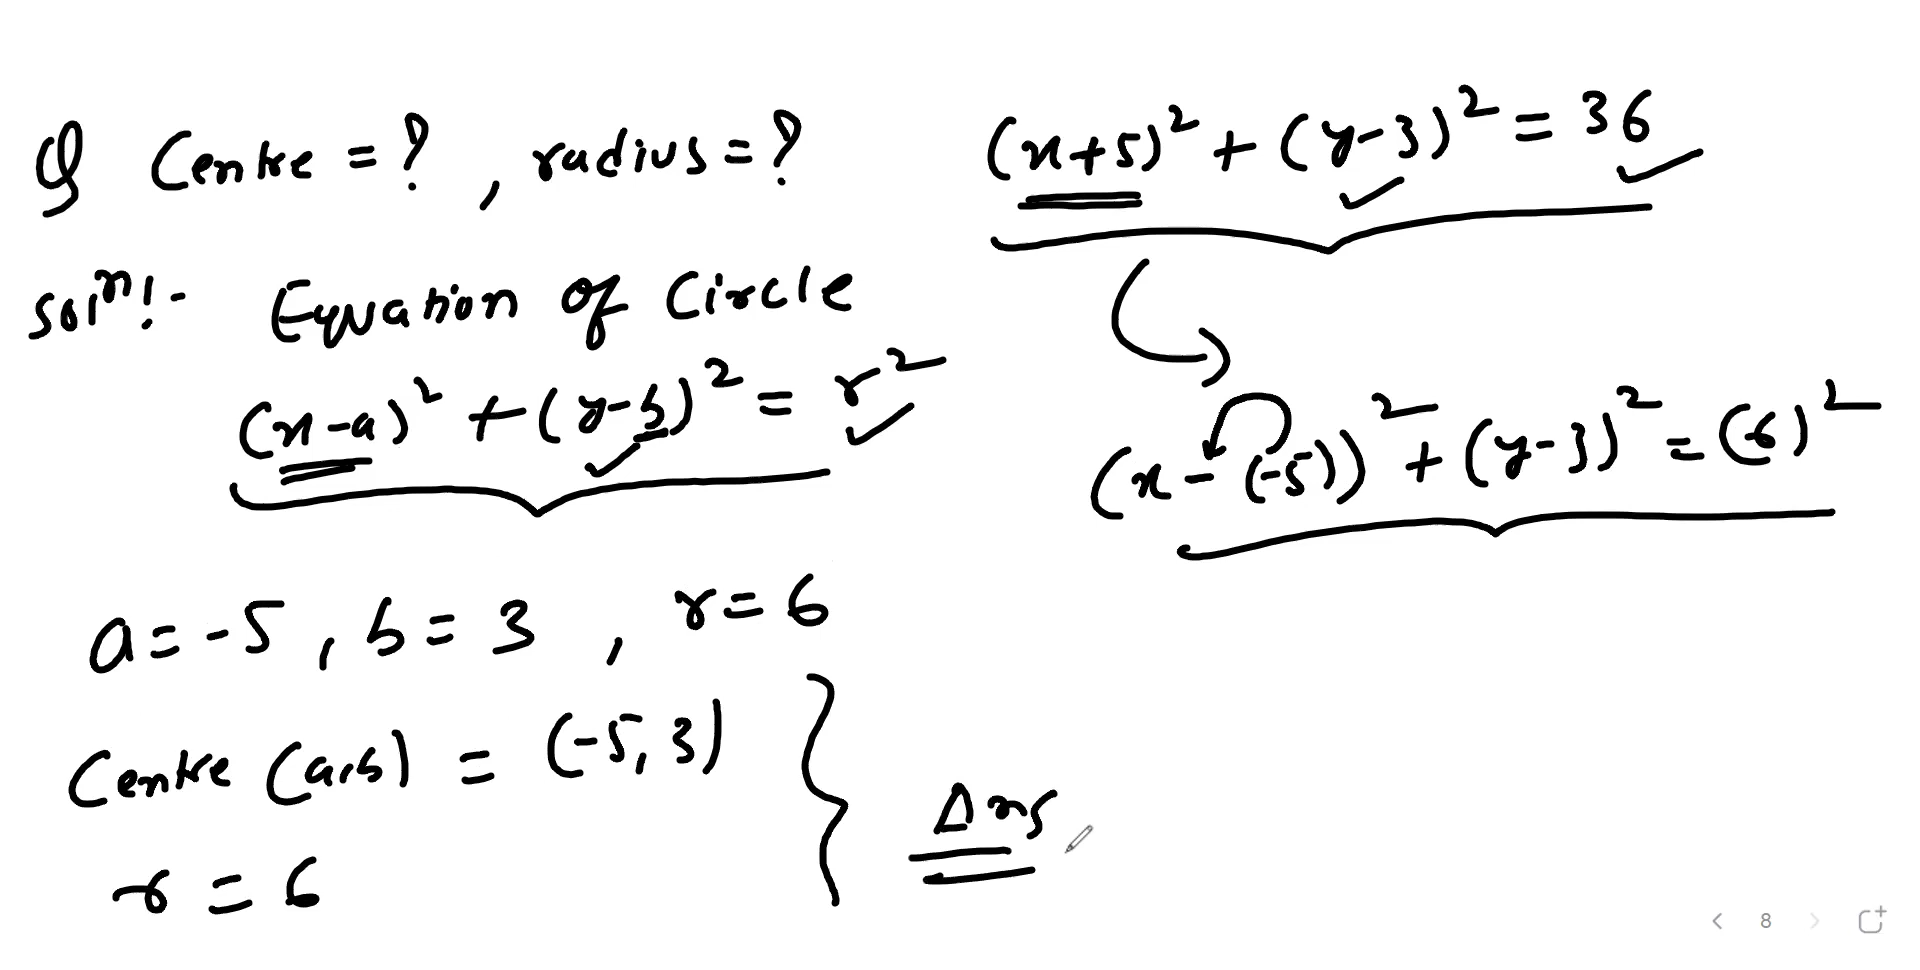 Q Centre = ? , radius = ? (x+5)² + (y-3)² = 36
Solⁿ:- Equation of Circle
(x-a)² + (y-b)² = r²
(x-(-5))² + (y-3)² = (6)²
a = -5 , b = 3 , r = 6
Centre (a,b) = (-5,3)
Ans
r = 6
8